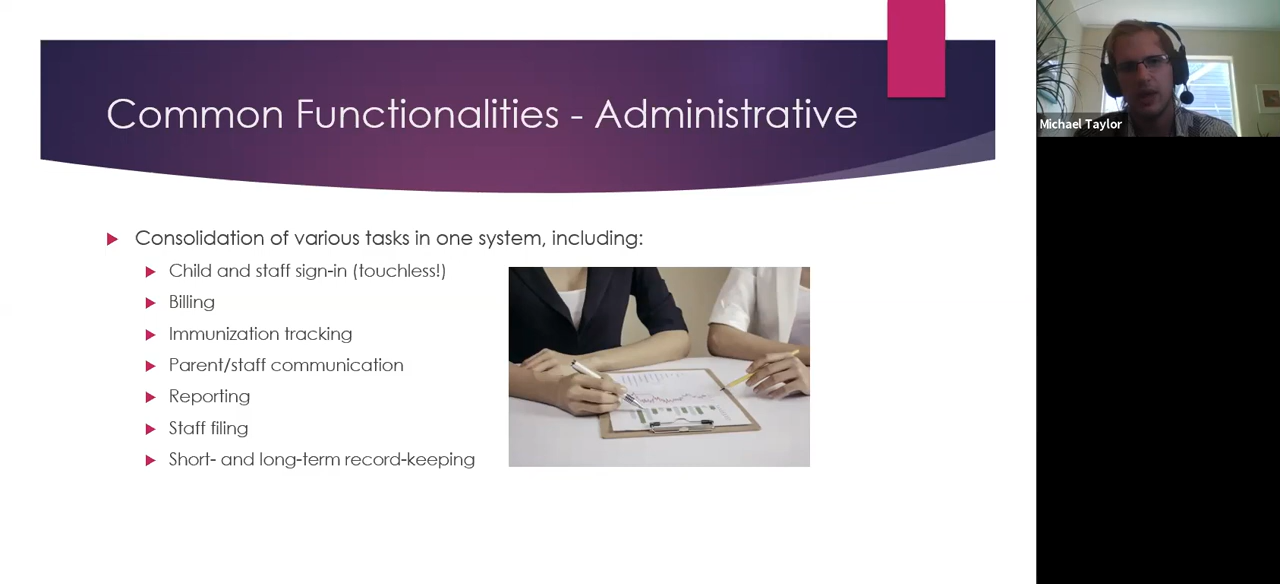 Common Functionalities - Administrative
Consolidation of various tasks in one system, including:
Child and staff sign-in (touchless!)
Billing
Immunization tracking
Parent/staff communication
Reporting
Staff filing
Short- and long-term record-keeping
Michael Taylor